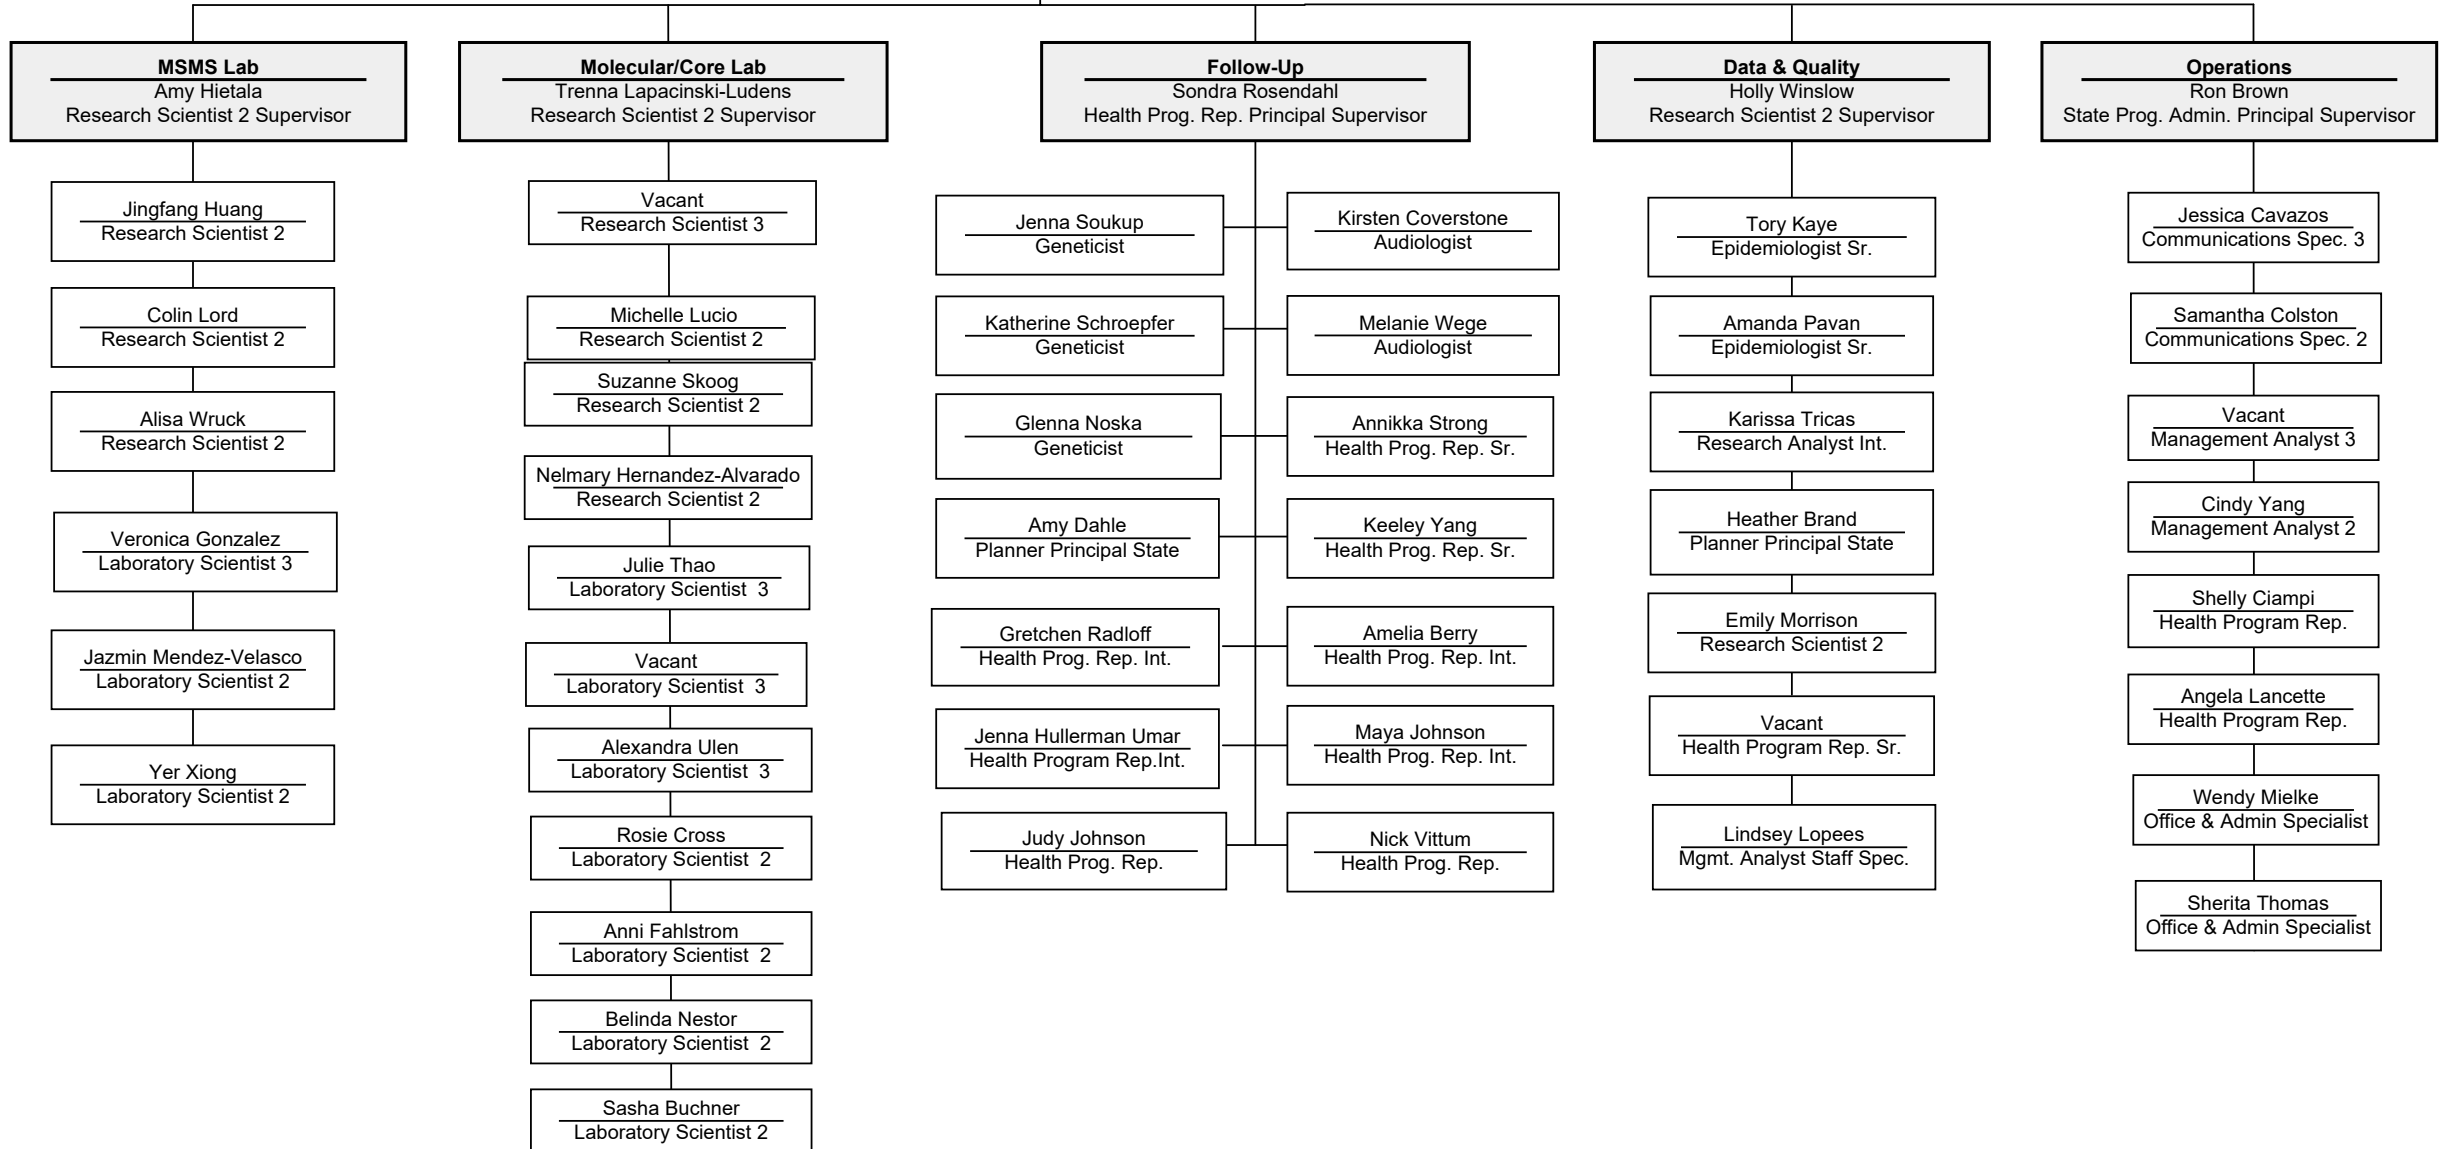 MSMS Lab
Amy Hietala
Research Scientist 2 Supervisor
Jingfang Huang
Research Scientist 2
Colin Lord
Research Scientist 2
Alisa Wruck
Research Scientist 2
Veronica Gonzalez
Laboratory Scientist 3
Jazmin Mendez-Velasco
Laboratory Scientist 2
Yer Xiong
Laboratory Scientist 2
Molecular/Core Lab
Trenna Lapacinski-Ludens
Research Scientist 2 Supervisor
Vacant
Research Scientist 3
Michelle Lucio
Research Scientist 2
Suzanne Skoog
Research Scientist 2
Nelmary Hernandez-Alvarado
Research Scientist 2
Julie Thao
Laboratory Scientist 3
Vacant
Laboratory Scientist 3
Alexandra Ulen
Laboratory Scientist 3
Rosie Cross
Laboratory Scientist 2
Anni Fahlstrom
Laboratory Scientist 2
Belinda Nestor
Laboratory Scientist 2
Sasha Buchner
Laboratory Scientist 2
Follow-Up
Sondra Rosendahl
Health Prog. Rep. Principal Supervisor
Jenna Soukup
Geneticist
Kirsten Coverstone
Audiologist
Katherine Schroepfer
Geneticist
Melanie Wege
Audiologist
Glenna Noska
Geneticist
Annikka Strong
Health Prog. Rep. Sr.
Amy Dahle
Planner Principal State
Keeley Yang
Health Prog. Rep. Sr.
Gretchen Radloff
Health Prog. Rep. Int.
Amelia Berry
Health Prog. Rep. Int.
Jenna Hullerman Umar
Health Program Rep.Int.
Maya Johnson
Health Prog. Rep. Int.
Judy Johnson
Health Prog. Rep.
Nick Vittum
Health Prog. Rep.
Data & Quality
Holly Winslow
Research Scientist 2 Supervisor
Tory Kaye
Epidemiologist Sr.
Amanda Pavan
Epidemiologist Sr.
Karissa Tricas
Research Analyst Int.
Heather Brand
Planner Principal State
Emily Morrison
Research Scientist 2
Vacant
Health Program Rep. Sr.
Lindsey Lopees
Mgmt. Analyst Staff Spec.
Operations
Ron Brown
State Prog. Admin. Principal Supervisor
Jessica Cavazos
Communications Spec. 3
Samantha Colston
Communications Spec. 2
Vacant
Management Analyst 3
Cindy Yang
Management Analyst 2
Shelly Ciampi
Health Program Rep.
Angela Lancette
Health Program Rep.
Wendy Mielke
Office & Admin Specialist
Sherita Thomas
Office & Admin Specialist